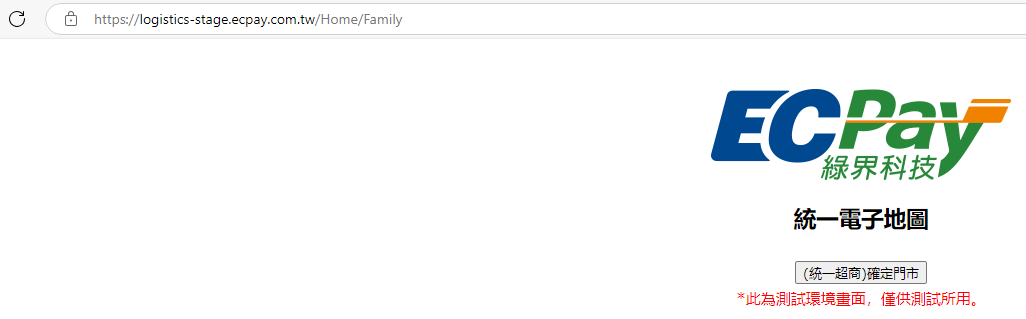 https://logistics-stage.ecpay.com.tw/Home/Family
ECPay
綠界科技
統一電子地圖
(統一超商)確定門市
*此為測試環境畫面，僅供測試所用。